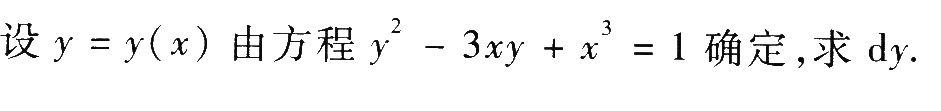 设 y = y(x) 由方程 y² - 3xy + x³ = 1 确定,求 dy.